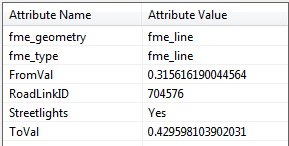 Attribute Name Attribute Value
fme_geometry fme_line
fme_type fme_line
FromVal 0.315616190044564
RoadLinkID 704576
Streetlights Yes
ToVal 0.429598103902031